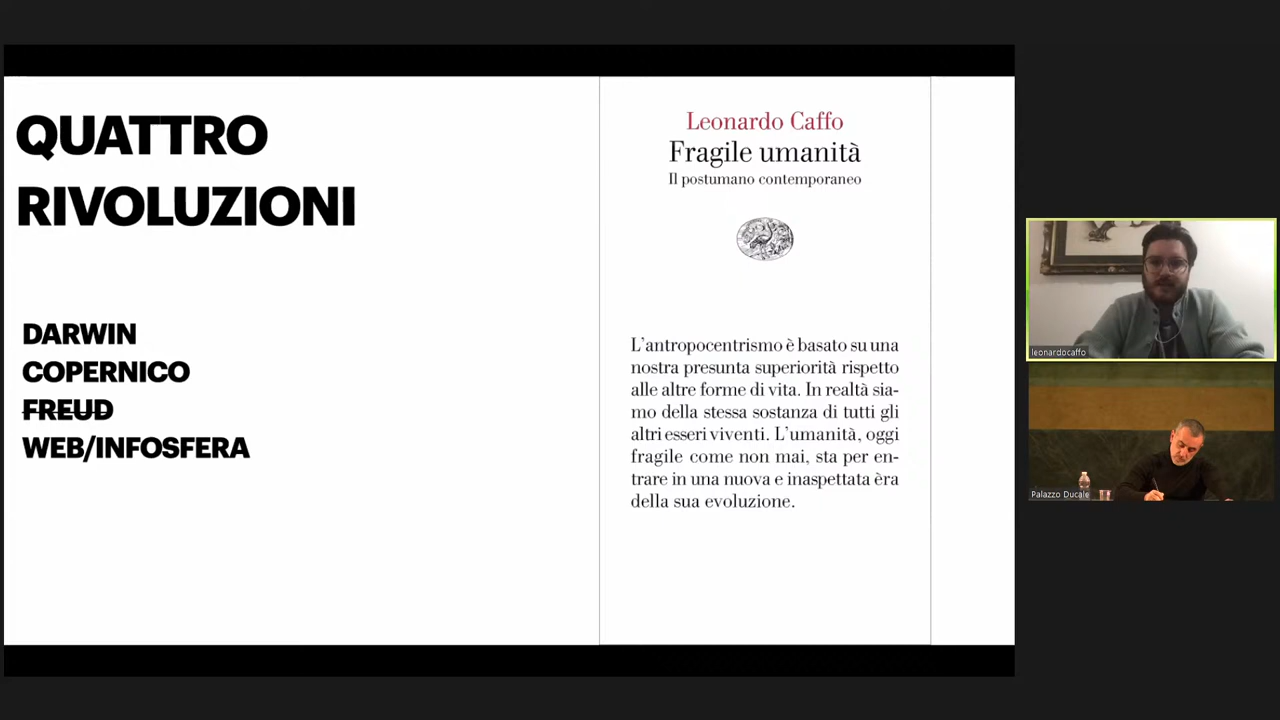 QUATTRO
RIVOLUZIONI
DARWIN
COPERNICO
FREUD
WEB/INFOSFERA
Leonardo Caffo
Fragile umanità
Il postumano contemporaneo
L'antropocentrismo è basato su una
nostra presunta superiorità rispetto
alle altre forme di vita. In realtà sia-
mo della stessa sostanza di tutti gli
altri esseri viventi. L'umanità, oggi
fragile come non mai, sta per en-
trare in una nuova e inaspettata èra
della sua evoluzione.
leonardocaffo
Palazzo Ducale